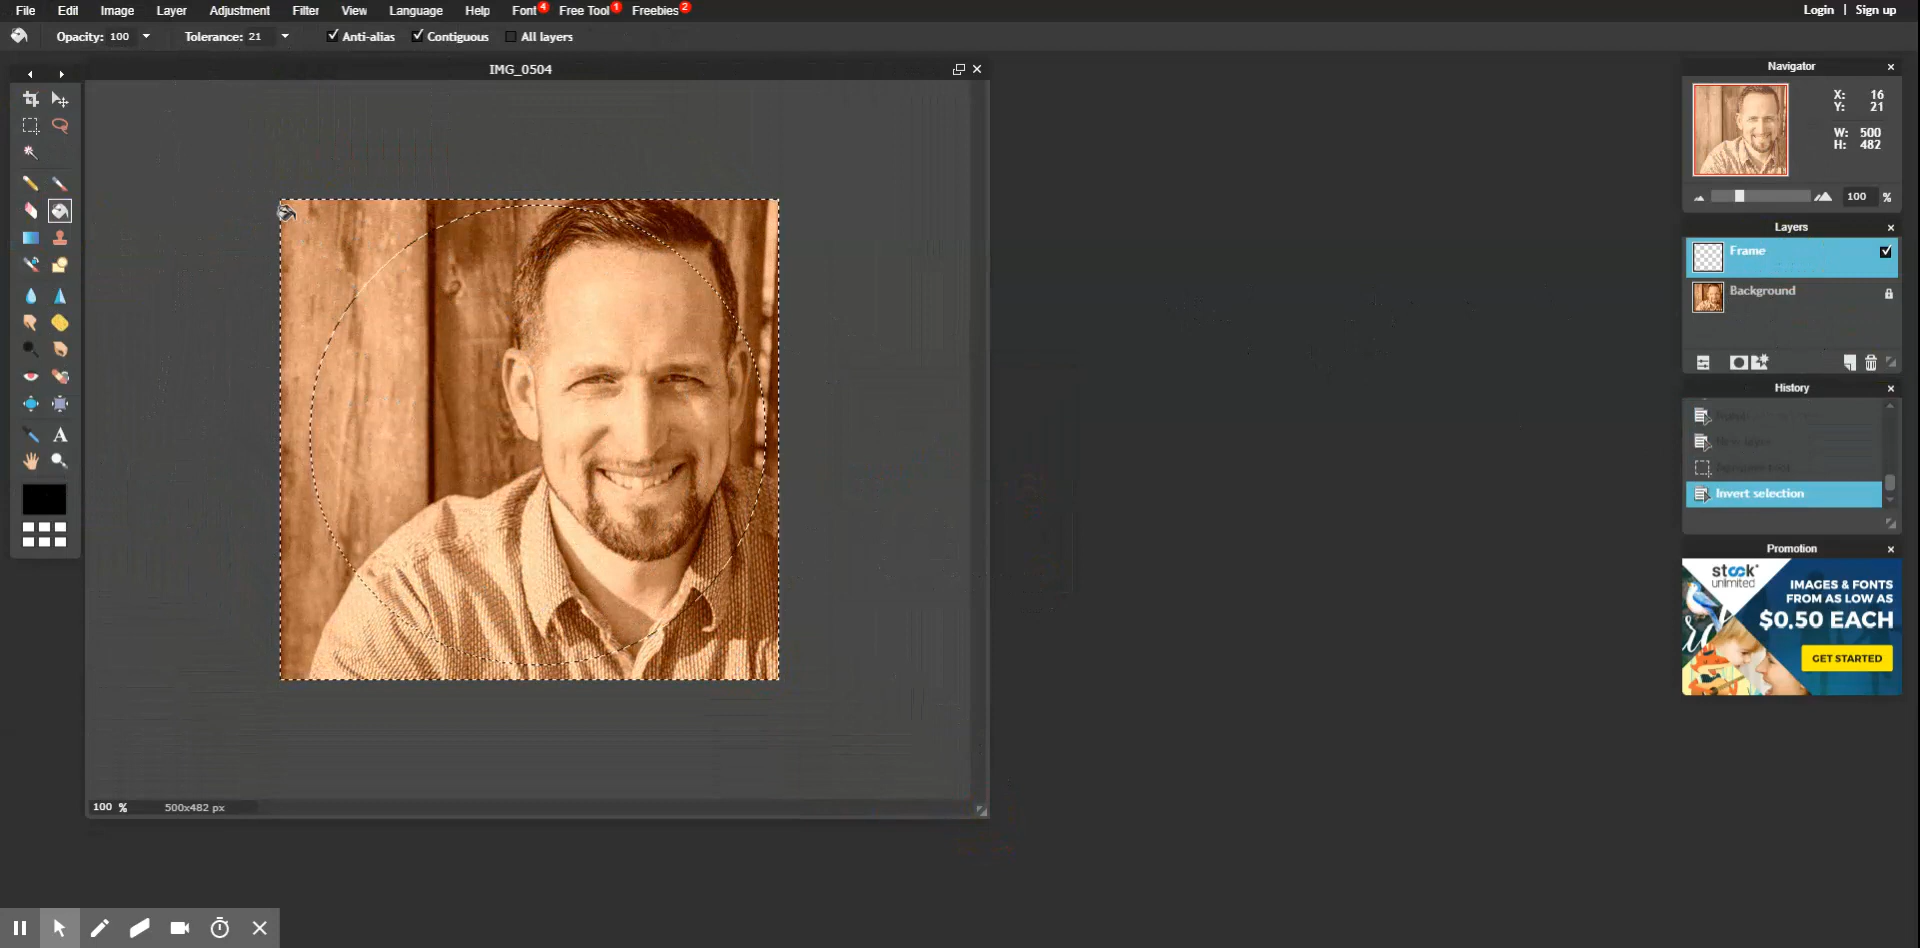 File Edit Image Layer Adjustment Filter View Language Help Font 4 Free Tool 1 Freebies 2 Login | Sign up
Opacity: 100 Tolerance: 21 Anti-alias Contiguous All layers
IMG_0504
Navigator
X: 16
Y: 21
W: 500
H: 482
100 %
Layers
Frame
Background
History
Invert selection
Promotion
stock
unlimited
IMAGES & FONTS
FROM AS LOW AS
$0.50 EACH
GET STARTED
A
100 % 500x482 px